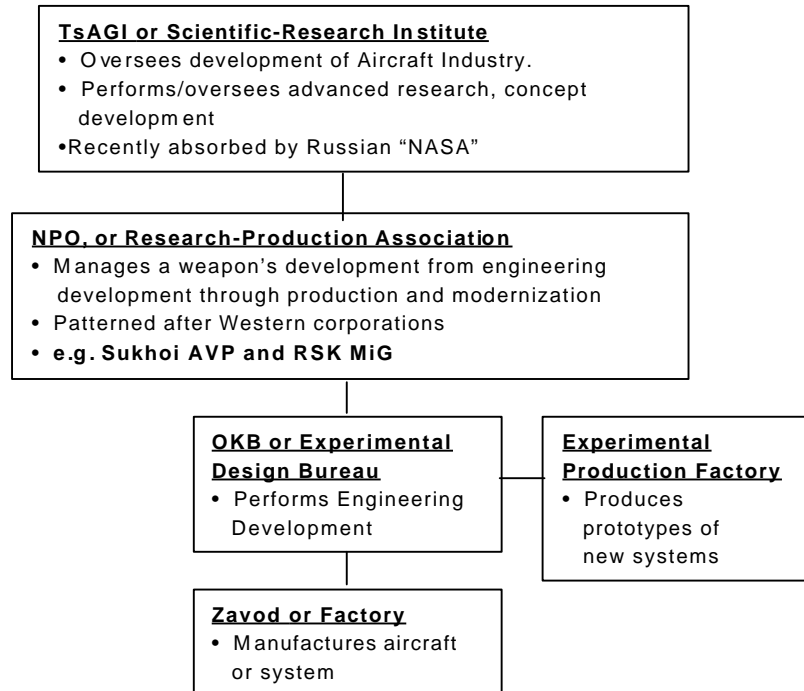 TsAGI or Scientific-Research Institute
• Oversees development of Aircraft Industry.
• Performs/oversees advanced research, concept
development
•Recently absorbed by Russian “NASA”
NPO, or Research-Production Association
• Manages a weapon’s development from engineering
development through production and modernization
• Patterned after Western corporations
• e.g. Sukhoi AVP and RSK MiG
OKB or Experimental
Design Bureau
• Performs Engineering
Development
Experimental
Production Factory
• Produces
prototypes of
new systems
Zavod or Factory
• Manufactures aircraft
or system